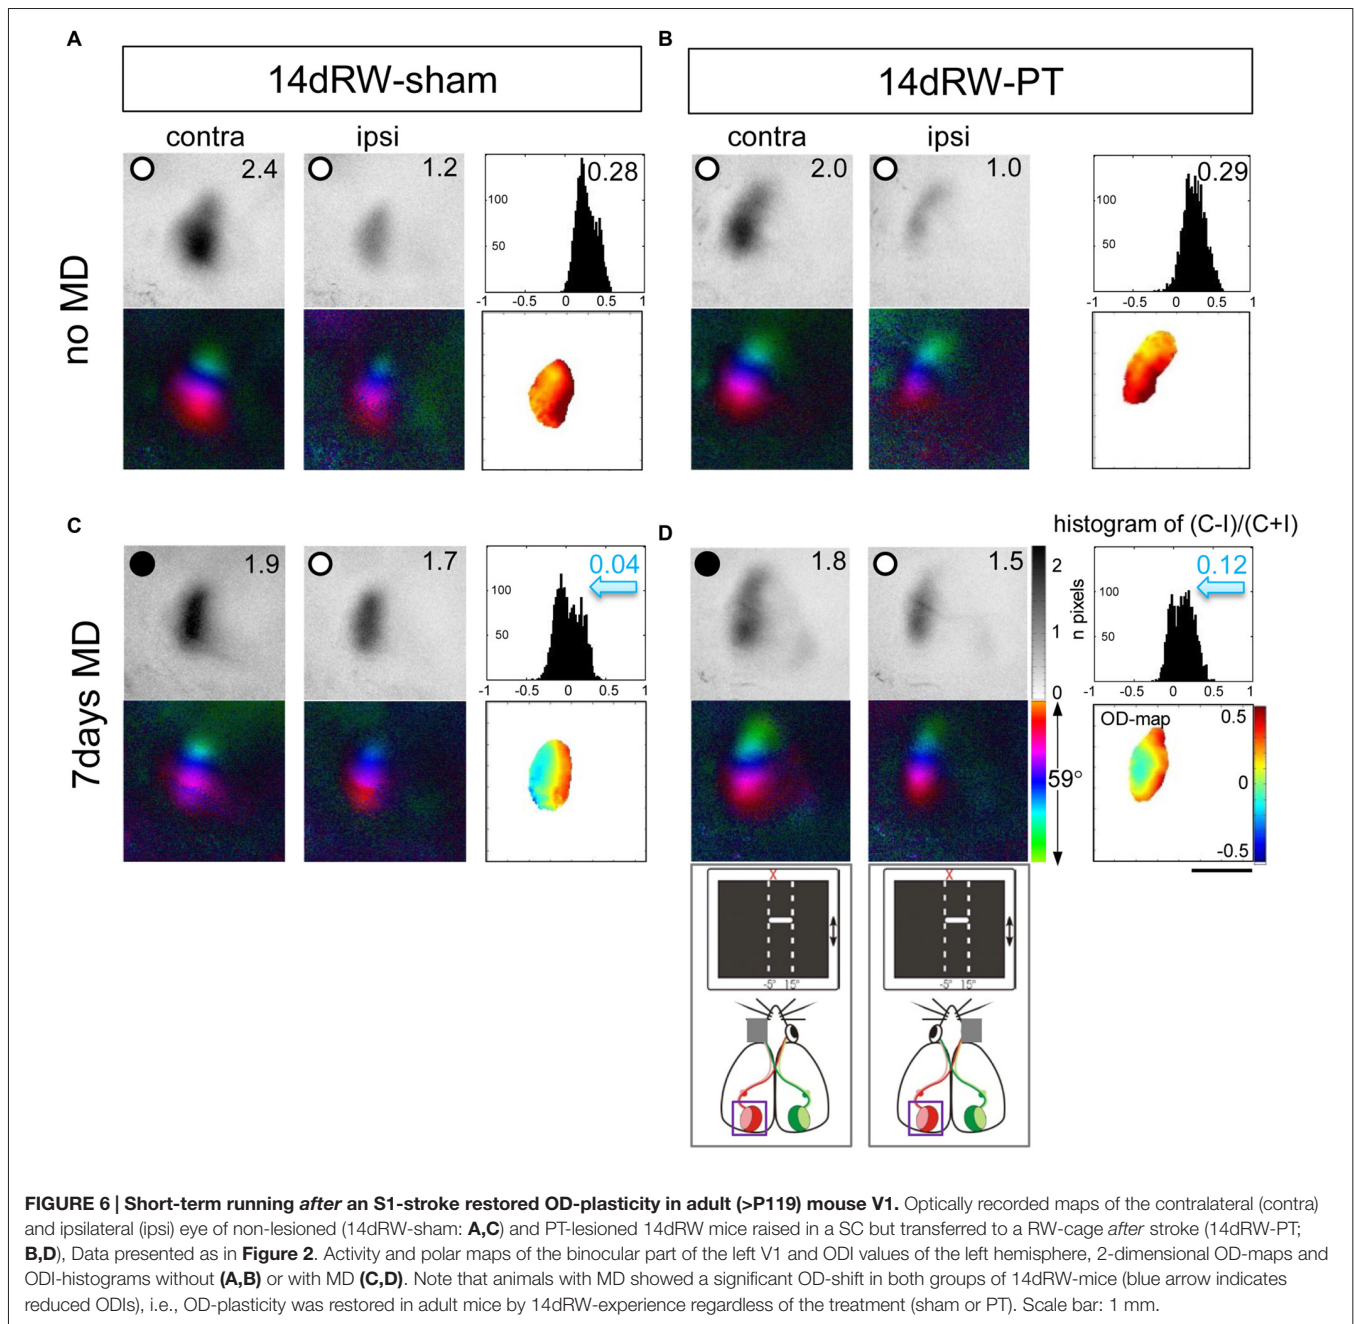 A
B
14dRW-sham
14dRW-PT
contra
ipsi
contra
ipsi
no MD
2.4
1.2
0.28
100
50
-1 -0.5 0 0.5 1
2.0
1.0
0.29
100
50
-1 -0.5 0 0.5 1
C
D
histogram of (C-I)/(C+I)
7days MD
1.9
1.7
0.04
100
50
-1 -0.5 0 0.5 1
1.8
1.5
2
1
0
n pixels
0.12
100
50
-1 -0.5 0 0.5 1
59°
OD-map
0.5
0
-0.5
X
-5° 15°
X
-5° 15°
FIGURE 6 | Short-term running after an S1-stroke restored OD-plasticity in adult (>P119) mouse V1. Optically recorded maps of the contralateral (contra)
and ipsilateral (ipsi) eye of non-lesioned (14dRW-sham: A,C) and PT-lesioned 14dRW mice raised in a SC but transferred to a RW-cage after stroke (14dRW-PT;
B,D), Data presented as in Figure 2. Activity and polar maps of the binocular part of the left V1 and ODI values of the left hemisphere, 2-dimensional OD-maps and
ODI-histograms without (A,B) or with MD (C,D). Note that animals with MD showed a significant OD-shift in both groups of 14dRW-mice (blue arrow indicates
reduced ODIs), i.e., OD-plasticity was restored in adult mice by 14dRW-experience regardless of the treatment (sham or PT). Scale bar: 1 mm.